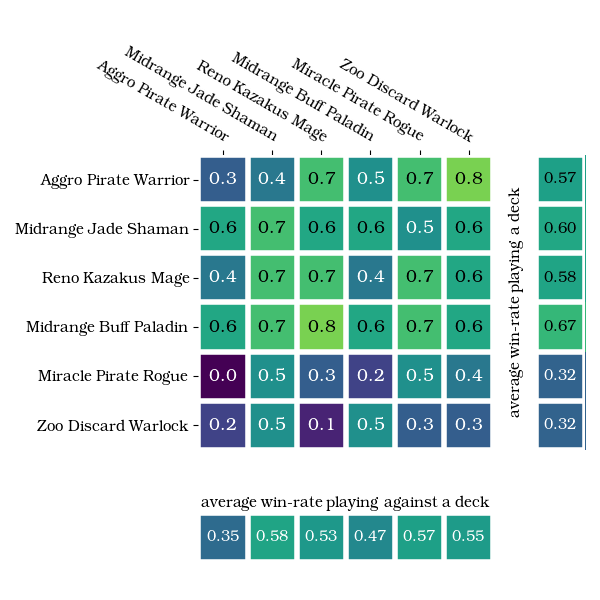 Aggro Pirate Warrior
Midrange Jade Shaman
Reno Kazakus Mage
Midrange Buff Paladin
Miracle Pirate Rogue
Zoo Discard Warlock
Aggro Pirate Warrior 0.3 0.4 0.7 0.5 0.7 0.8 0.57
Midrange Jade Shaman 0.6 0.7 0.6 0.6 0.5 0.6 0.60
Reno Kazakus Mage 0.4 0.7 0.7 0.4 0.7 0.6 0.58
Midrange Buff Paladin 0.6 0.7 0.8 0.6 0.7 0.6 0.67
Miracle Pirate Rogue 0.0 0.5 0.3 0.2 0.5 0.4 0.32
Zoo Discard Warlock 0.2 0.5 0.1 0.5 0.3 0.3 0.32
average win-rate playing a deck
average win-rate playing against a deck
0.35 0.58 0.53 0.47 0.57 0.55